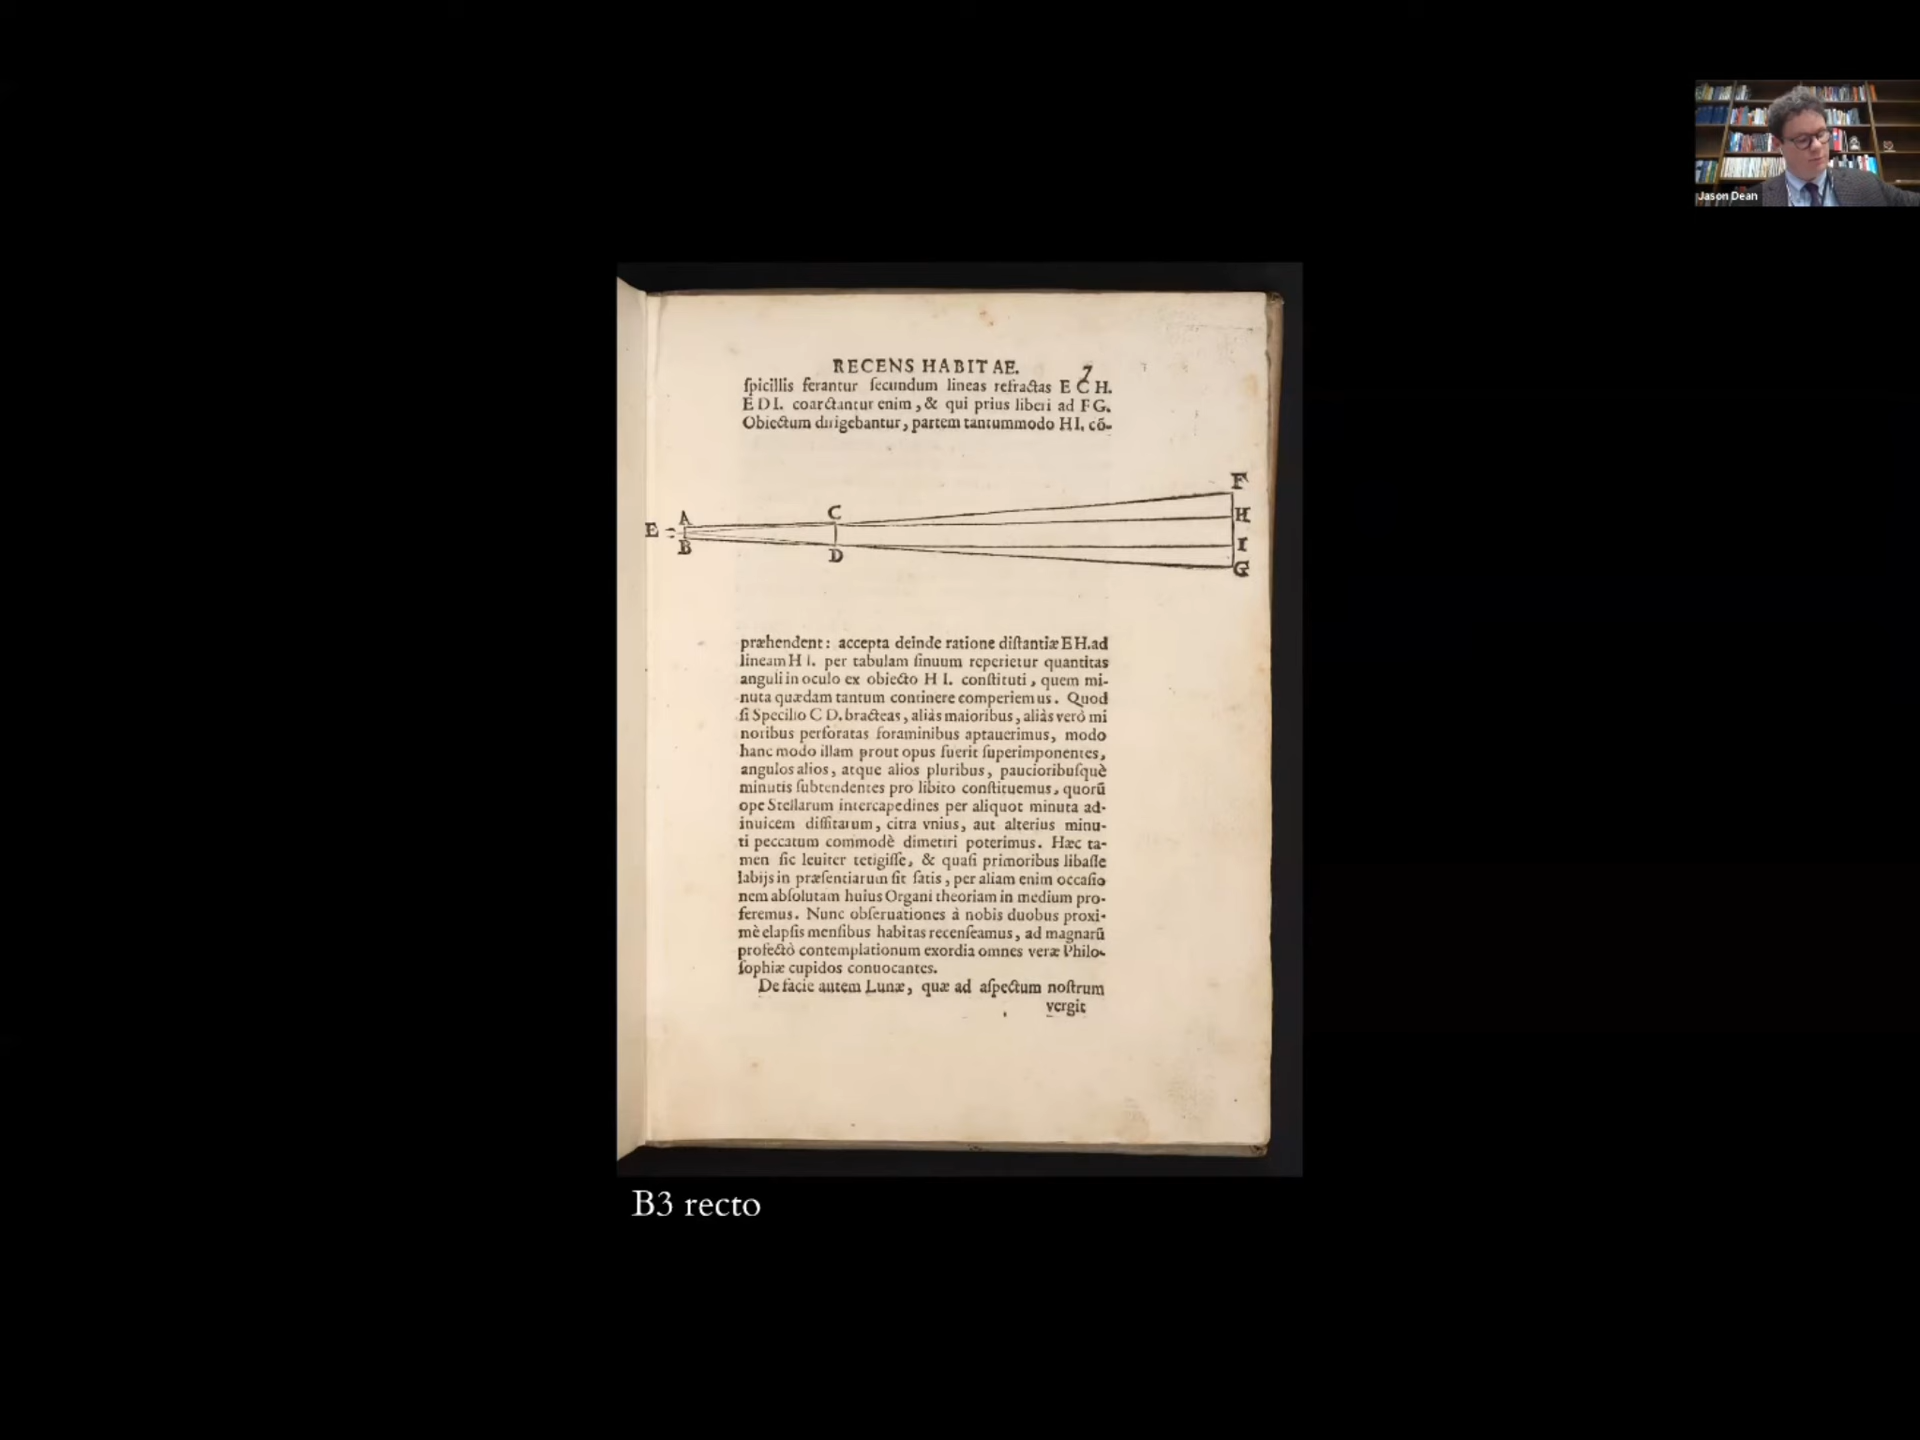 Jason Dean
RECENS HABITAE.
7
ſpicillis ferantur ſecundum lineas refractas E C H.
E D I. coarctantur enim, & qui prius liberi ad F G.
Obiectum dirigebantur, partem tantummodo H I. cō-
F
A
C
H
E
B
D
I
G
præhendent: accepta deinde ratione diſtantiæ E H. ad
lineam H I. per tabulam ſinuum reperietur quantitas
anguli in oculo ex obiecto H I. conſtituti, quem mi-
nuta quædam tantum continere comperiemus. Quod
ſi Specilio C D. bracteas, aliàs maioribus, aliàs verò mi
noribus perforatas foraminibus aptauerimus, modo
hanc modo illam prout opus fuerit ſuperimponentes,
angulos alios, atque alios pluribus, paucioribuſquè
minutis ſubtendentes pro libito conſtituemus, quorū
ope Stellarum intercapedines per aliquot minuta ad-
inuicem diſſitarum, citra vnius, aut alterius minu-
ti peccatum commodè dimetiri poterimus. Hæc ta-
men ſic leuiter tetigiſſe, & quaſi primoribus libaſſe
labijs in præſentiarum ſit ſatis, per aliam enim occaſio
nem abſolutam huius Organi theoriam in medium pro-
feremus. Nunc obſeruationes à nobis duobus proxi-
mè elapſis menſibus habitas recenſeamus, ad magnarū
profectò contemplationum exordia omnes veræ Philo-
ſophiæ cupidos conuocantes.
De facie autem Lunæ, quæ ad aſpectum noſtrum
vergit
B3 recto